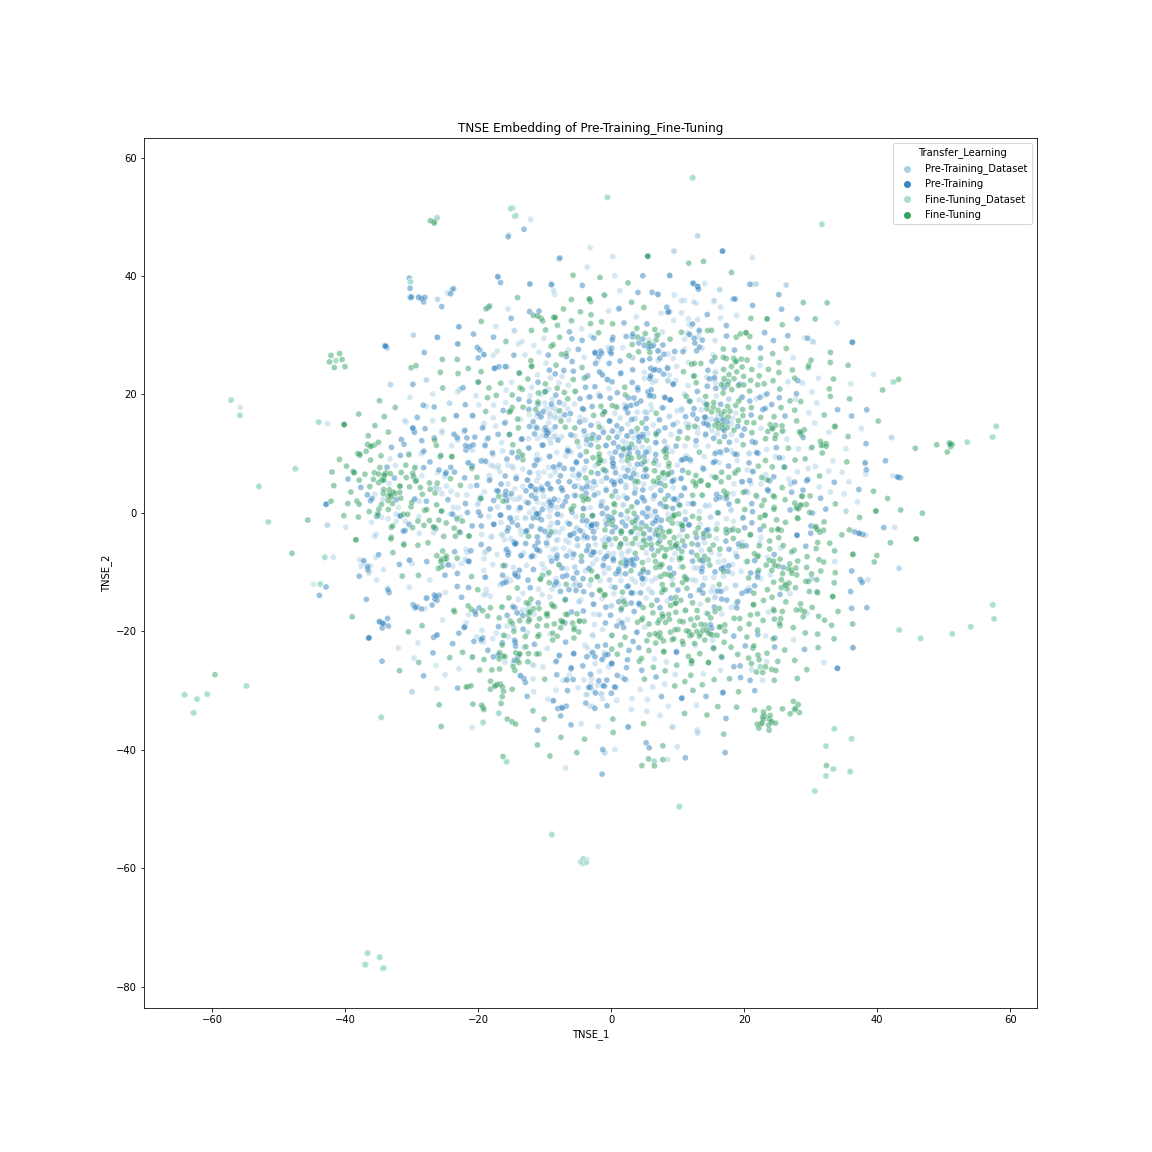 TNSE Embedding of Pre-Training_Fine-Tuning
Transfer_Learning
Pre-Training_Dataset
Pre-Training
Fine-Tuning_Dataset
Fine-Tuning
60
40
20
0
−20
−40
−60
−80
TNSE_2
−60
−40
−20
0
20
40
60
TNSE_1